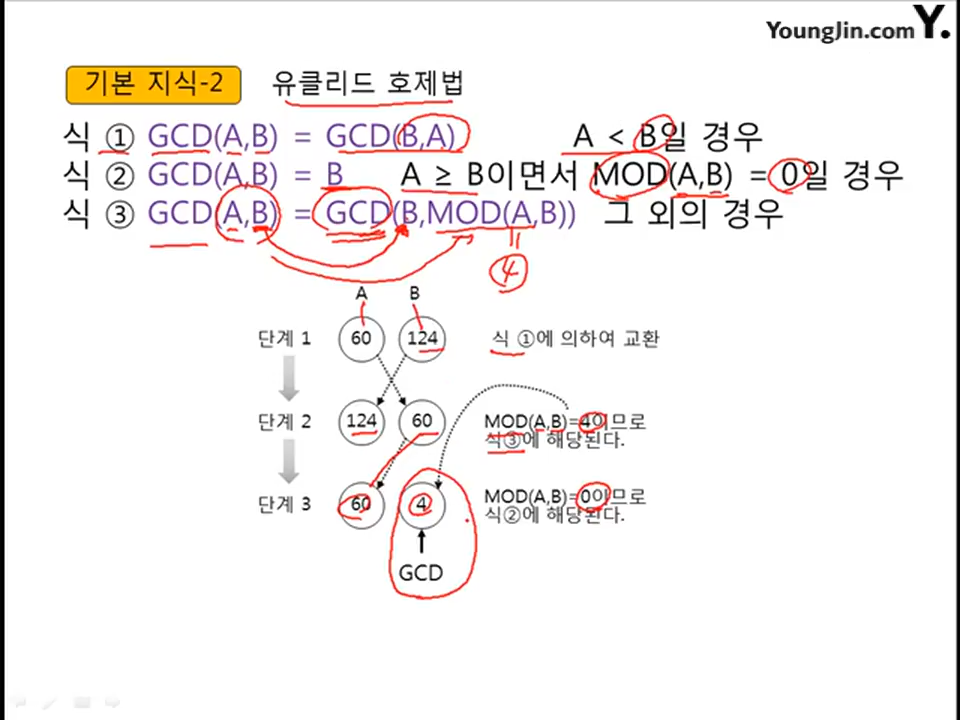 YoungJin.com Y.
기본 지식-2 유클리드 호제법
식 ① GCD(A,B) = GCD(B,A) A < B일 경우
식 ② GCD(A,B) = B A ≥ B이면서 MOD(A,B) = 0일 경우
식 ③ GCD(A,B) = GCD(B,MOD(A,B)) 그 외의 경우
4
A B
단계 1 60 124 식 ①에 의하여 교환
단계 2 124 60 MOD(A,B)=4이므로
식③에 해당된다.
단계 3 60 4 MOD(A,B)=0이므로
식②에 해당된다.
GCD